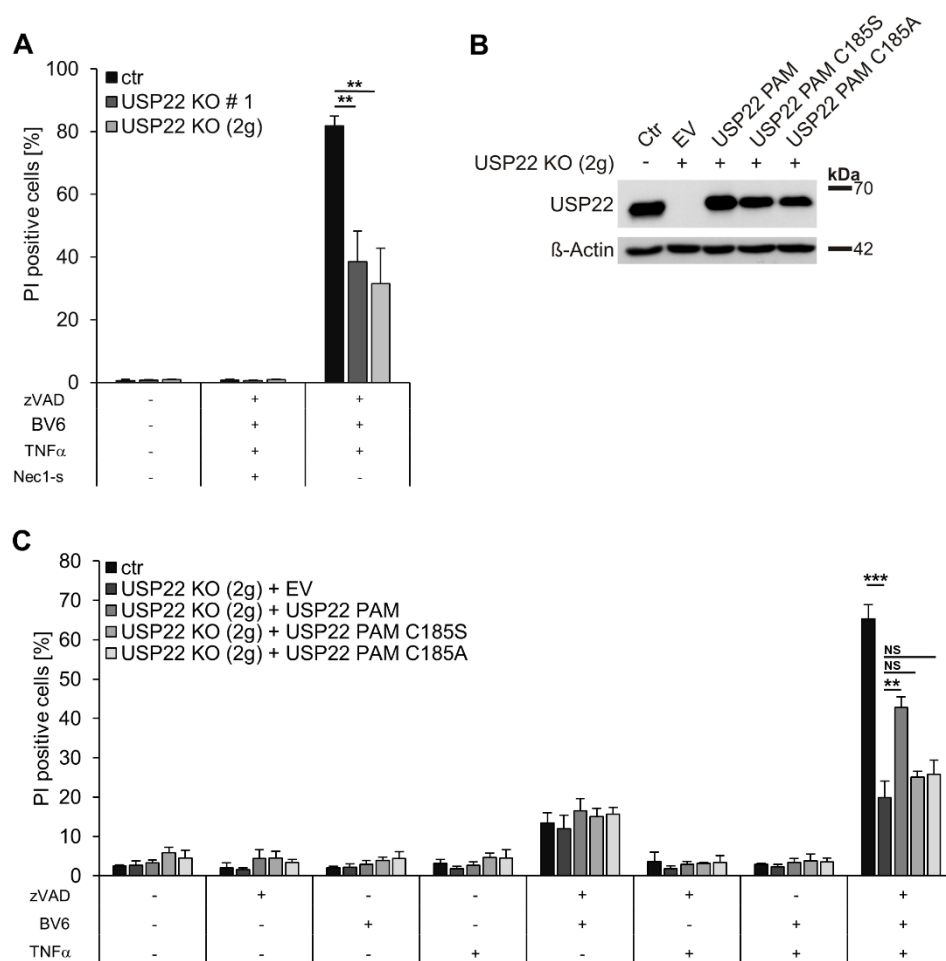 A
PI positive cells [%]
100
80
60
40
20
0
ctr
USP22 KO # 1
USP22 KO (2g)
**
**
zVAD - + +
BV6 - + +
TNFα - + +
Nec1-s - + -
B
Ctr
EV
USP22 PAM
USP22 PAM C185S
USP22 PAM C185A
USP22 KO (2g) - + + + +
kDa
USP22 70
ß-Actin 42
C
PI positive cells [%]
80
70
60
50
40
30
20
10
0
ctr
USP22 KO (2g) + EV
USP22 KO (2g) + USP22 PAM
USP22 KO (2g) + USP22 PAM C185S
USP22 KO (2g) + USP22 PAM C185A
***
NS
NS
**
zVAD - + - - + + - +
BV6 - - + - + - + +
TNFα - - - + - + + +